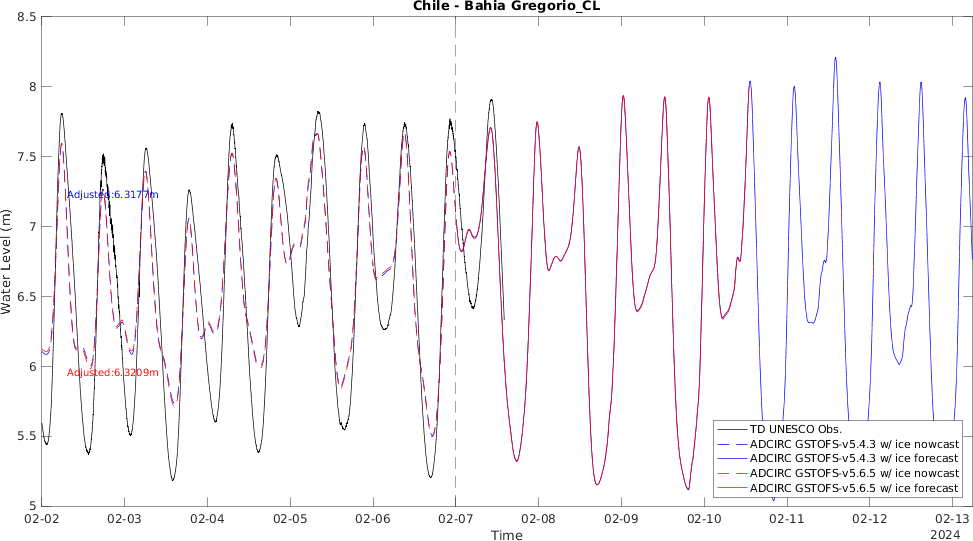 Chile - Bahia Gregorio_CL
8.5
8
7.5
7
6.5
6
5.5
5
Water Level (m)
Adjusted:6.3177m
Adjusted:6.3209m
TD UNESCO Obs.
ADCIRC GSTOFS-v5.4.3 w/ ice nowcast
ADCIRC GSTOFS-v5.4.3 w/ ice forecast
ADCIRC GSTOFS-v5.6.5 w/ ice nowcast
ADCIRC GSTOFS-v5.6.5 w/ ice forecast
02-02 02-03 02-04 02-05 02-06 02-07 02-08 02-09 02-10 02-11 02-12 02-13
Time
2024